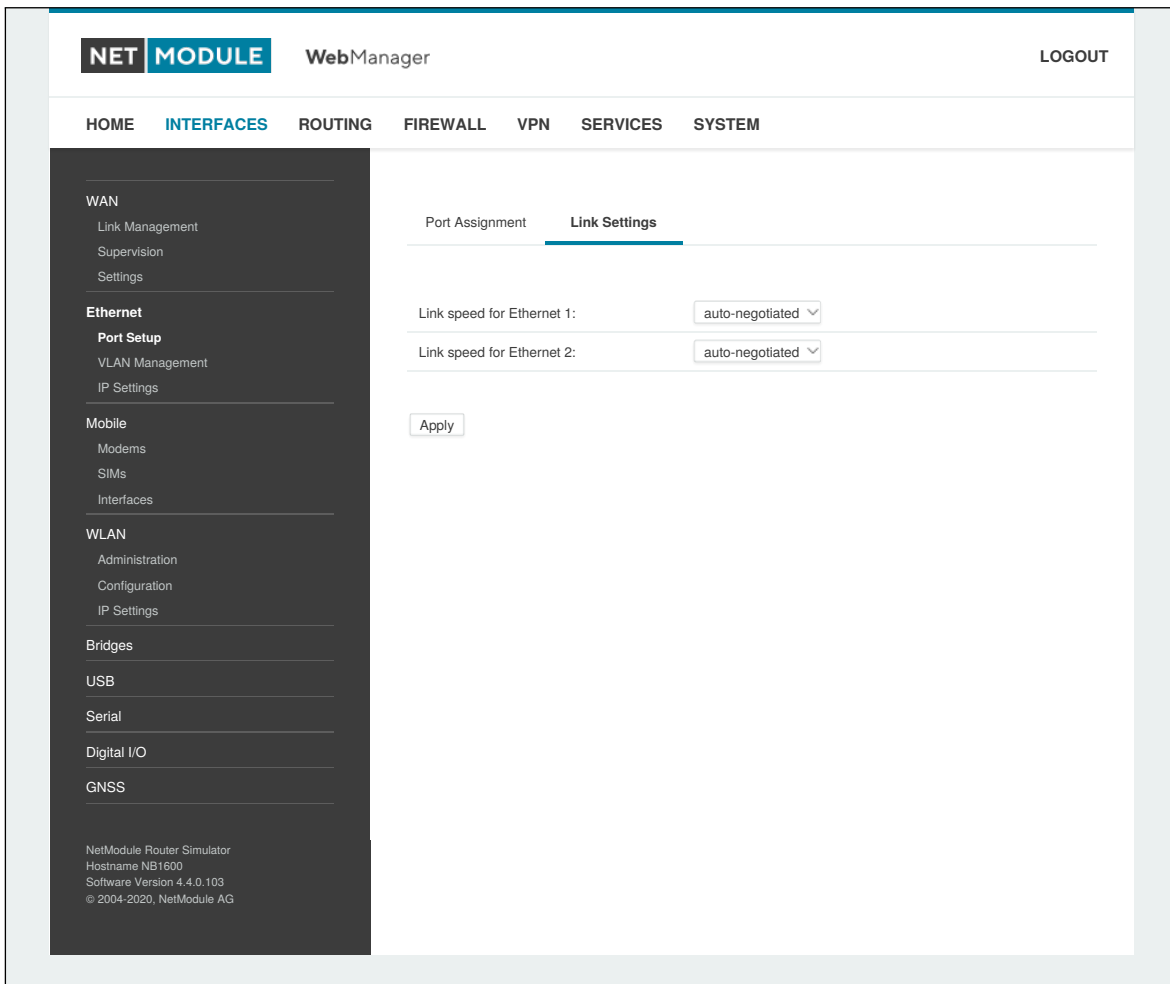 NET MODULE WebManager LOGOUT
HOME INTERFACES ROUTING FIREWALL VPN SERVICES SYSTEM
WAN
Link Management
Supervision
Settings
Ethernet
Port Setup
VLAN Management
IP Settings
Mobile
Modems
SIMs
Interfaces
WLAN
Administration
Configuration
IP Settings
Bridges
USB
Serial
Digital I/O
GNSS
NetModule Router Simulator
Hostname NB1600
Software Version 4.4.0.103
© 2004-2020, NetModule AG
Port Assignment Link Settings
Link speed for Ethernet 1: auto-negotiated
Link speed for Ethernet 2: auto-negotiated
Apply